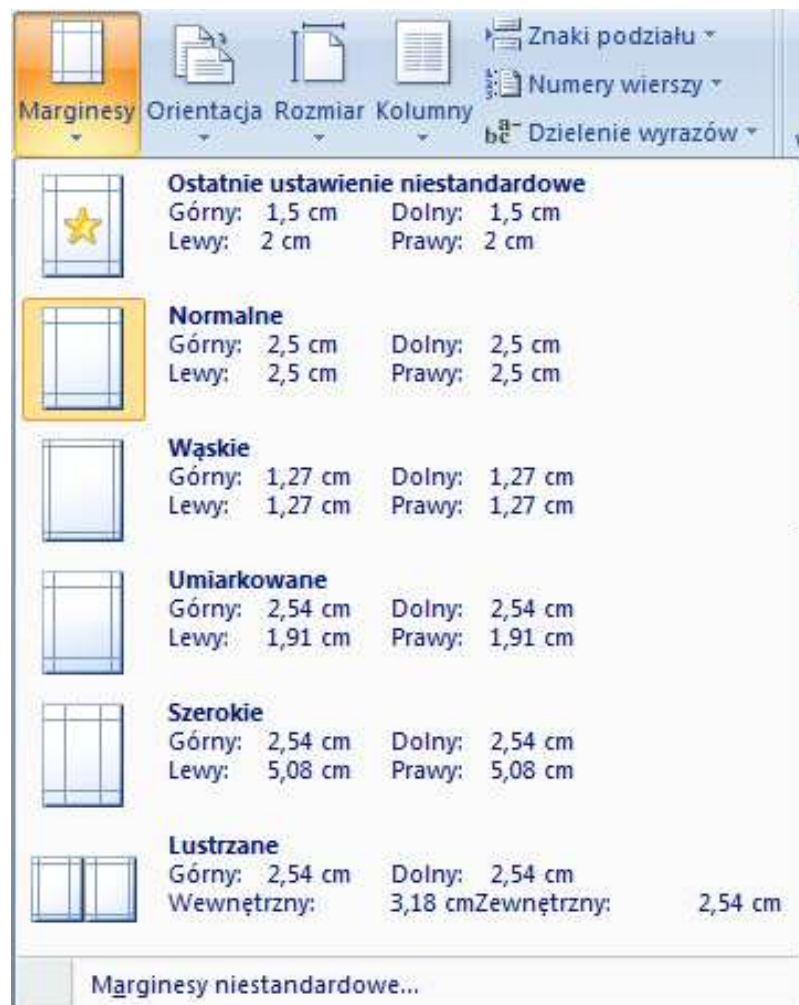 Marginesy Orientacja Rozmiar Kolumny
Znaki podziału
Numery wierszy
Dzielenie wyrazów
Ostatnie ustawienie niestandardowe
Górny: 1,5 cm Dolny: 1,5 cm
Lewy: 2 cm Prawy: 2 cm
Normalne
Górny: 2,5 cm Dolny: 2,5 cm
Lewy: 2,5 cm Prawy: 2,5 cm
Wąskie
Górny: 1,27 cm Dolny: 1,27 cm
Lewy: 1,27 cm Prawy: 1,27 cm
Umiarkowane
Górny: 2,54 cm Dolny: 2,54 cm
Lewy: 1,91 cm Prawy: 1,91 cm
Szerokie
Górny: 2,54 cm Dolny: 2,54 cm
Lewy: 5,08 cm Prawy: 5,08 cm
Lustrzane
Górny: 2,54 cm Dolny: 2,54 cm
Wewnętrzny: 3,18 cmZewnętrzny: 2,54 cm
Marginesy niestandardowe...